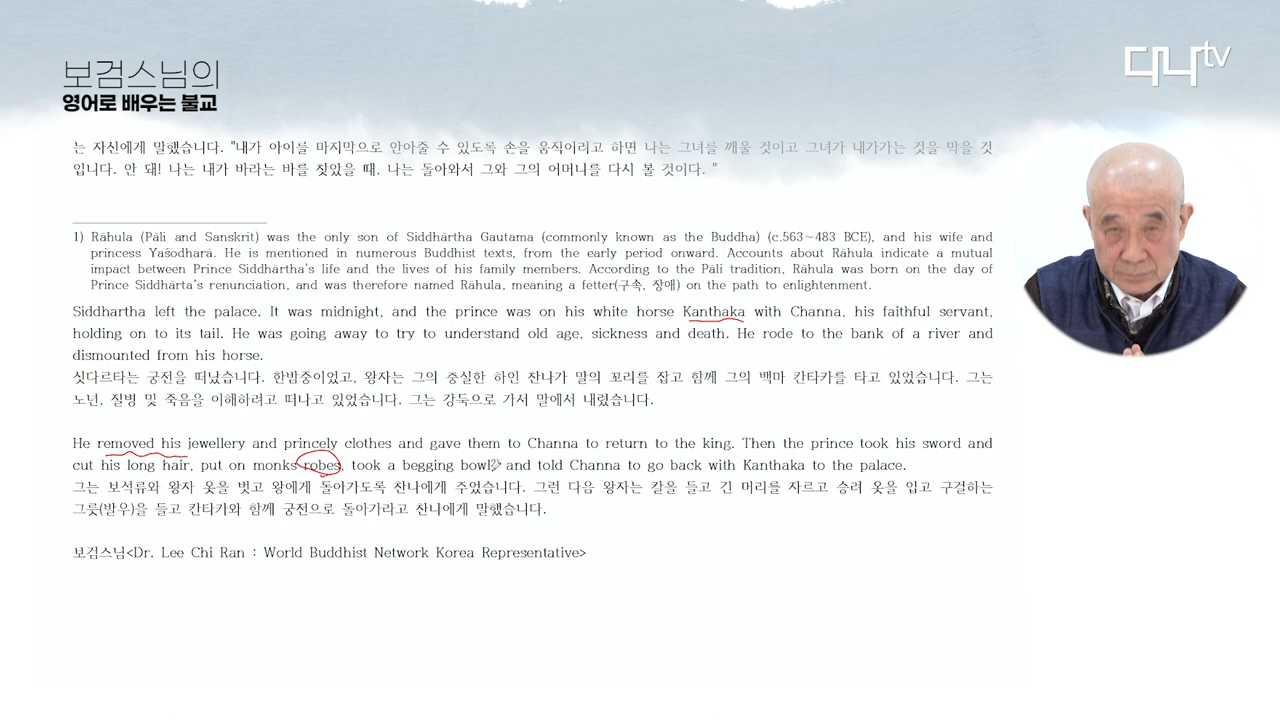 보검스님의
영어로 배우는 불교
디나tv
는 자신에게 말했습니다. "내가 아이를 마지막으로 안아줄 수 있도록 손을 움직이려고 하면 나는 그녀를 깨울 것이고 그녀가 내가가는 것을 막을 것
입니다. 안 돼! 나는 내가 바라는 바를 찾았을 때, 나는 돌아와서 그와 그의 어머니를 다시 볼 것이다. "
1) Rāhula (Pāli and Sanskrit) was the only son of Siddhārtha Gautama (commonly known as the Buddha) (c.563~483 BCE), and his wife and
princess Yaśodharā. He is mentioned in numerous Buddhist texts, from the early period onward. Accounts about Rāhula indicate a mutual
impact between Prince Siddhārtha's life and the lives of his family members. According to the Pāli tradition, Rāhula was born on the day of
Prince Siddhārta's renunciation, and was therefore named Rāhula, meaning a fetter(구속, 장애) on the path to enlightenment.
Siddhartha left the palace. It was midnight, and the prince was on his white horse Kanthaka with Channa, his faithful servant,
holding on to its tail. He was going away to try to understand old age, sickness and death. He rode to the bank of a river and
dismounted from his horse.
싯다르타는 궁전을 떠났습니다. 한밤중이었고, 왕자는 그의 충실한 하인 찬나가 말의 꼬리를 잡고 함께 그의 백마 칸타카를 타고 있었습니다. 그는
노년, 질병 및 죽음을 이해하려고 떠나고 있었습니다. 그는 강둑으로 가서 말에서 내렸습니다.
He removed his jewellery and princely clothes and gave them to Channa to return to the king. Then the prince took his sword and
cut his long hair, put on monks robes, took a begging bowl, and told Channa to go back with Kanthaka to the palace.
그는 보석류와 왕자 옷을 벗고 왕에게 돌아가도록 찬나에게 주었습니다. 그런 다음 왕자는 칼을 들고 긴 머리를 자르고 승려 옷을 입고 구걸하는
그릇(발우)을 들고 칸타카와 함께 궁전으로 돌아가라고 찬나에게 말했습니다.
보검스님<Dr. Lee Chi Ran : World Buddhist Network Korea Representative>